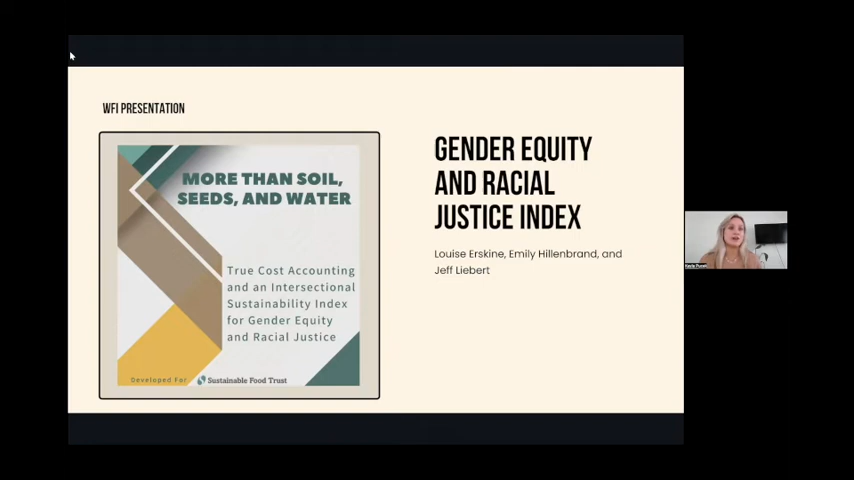 WFI PRESENTATION
MORE THAN SOIL,
SEEDS, AND WATER
True Cost Accounting
and an Intersectional
Sustainability Index
for Gender Equity
and Racial Justice
Developed For
Sustainable Food Trust
GENDER EQUITY
AND RACIAL
JUSTICE INDEX
Louise Erskine, Emily Hillenbrand, and
Jeff Liebert